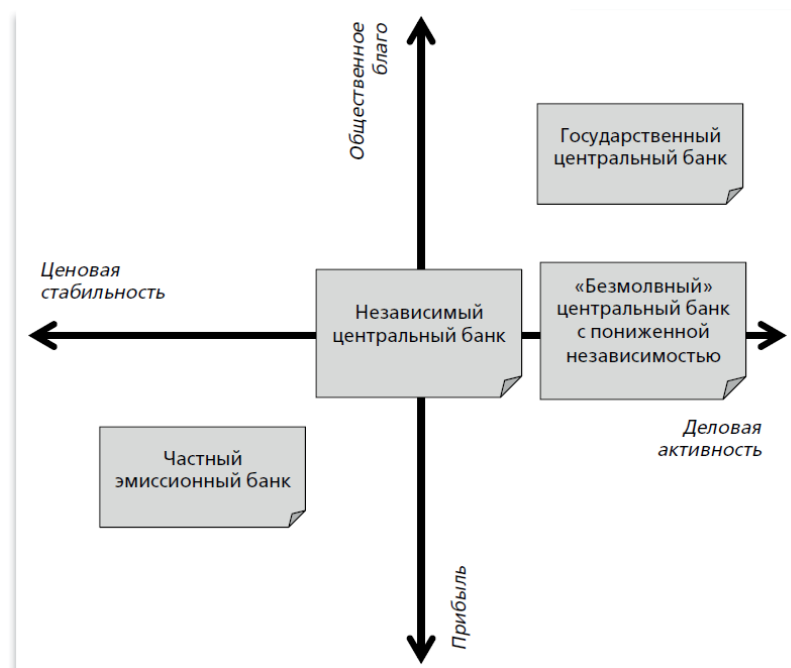 Общественное
благо
Государственный
центральный банк
Ценовая
стабильность
Независимый
центральный банк
«Безмолвный»
центральный банк
с пониженной
независимостью
Деловая
активность
Частный
эмиссионный банк
Прибыль